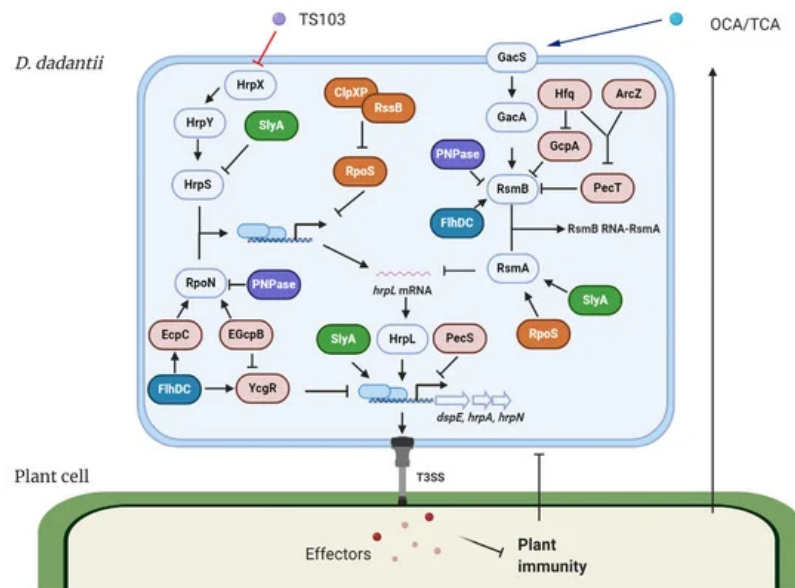 TS103
OCA/TCA
D. dadantii
GacS
HrpX
ClpXP
RssB
Hfq
ArcZ
HrpY
SlyA
GacA
GcpA
PNPase
HrpS
RpoS
RsmB
PecT
FlhDC
RsmB RNA-RsmA
RpoN
PNPase
hrpL mRNA
RsmA
SlyA
EcpC
EGcpB
SlyA
HrpL
PecS
RpoS
FlhDC
YcgR
dspE, hrpA, hrpN
Plant cell
T3SS
Effectors
Plant
immunity